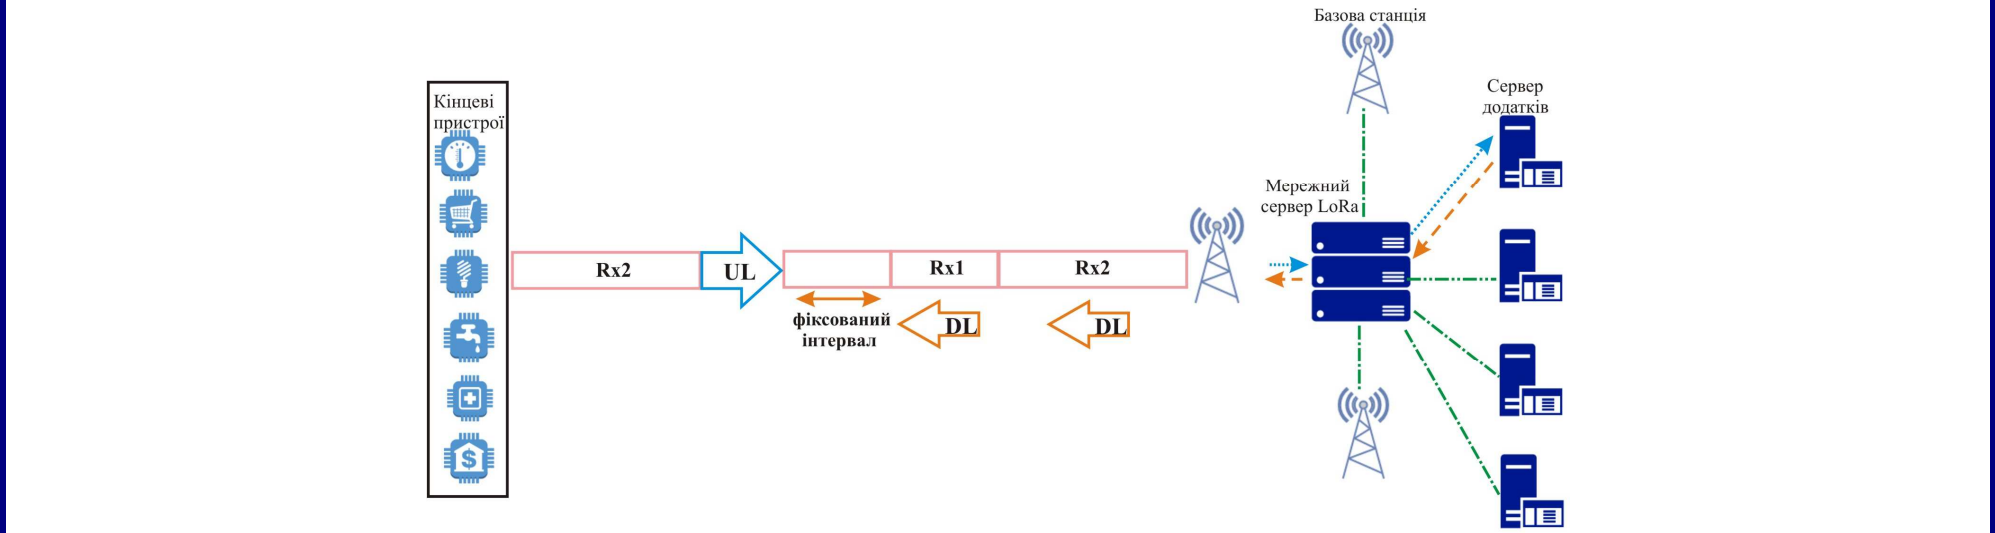 Базова станція
Сервер
додатків
Кінцеві
пристрої
Мережний
сервер LoRa
Rx2
UL
Rx1
Rx2
фіксований
інтервал
DL
DL
$